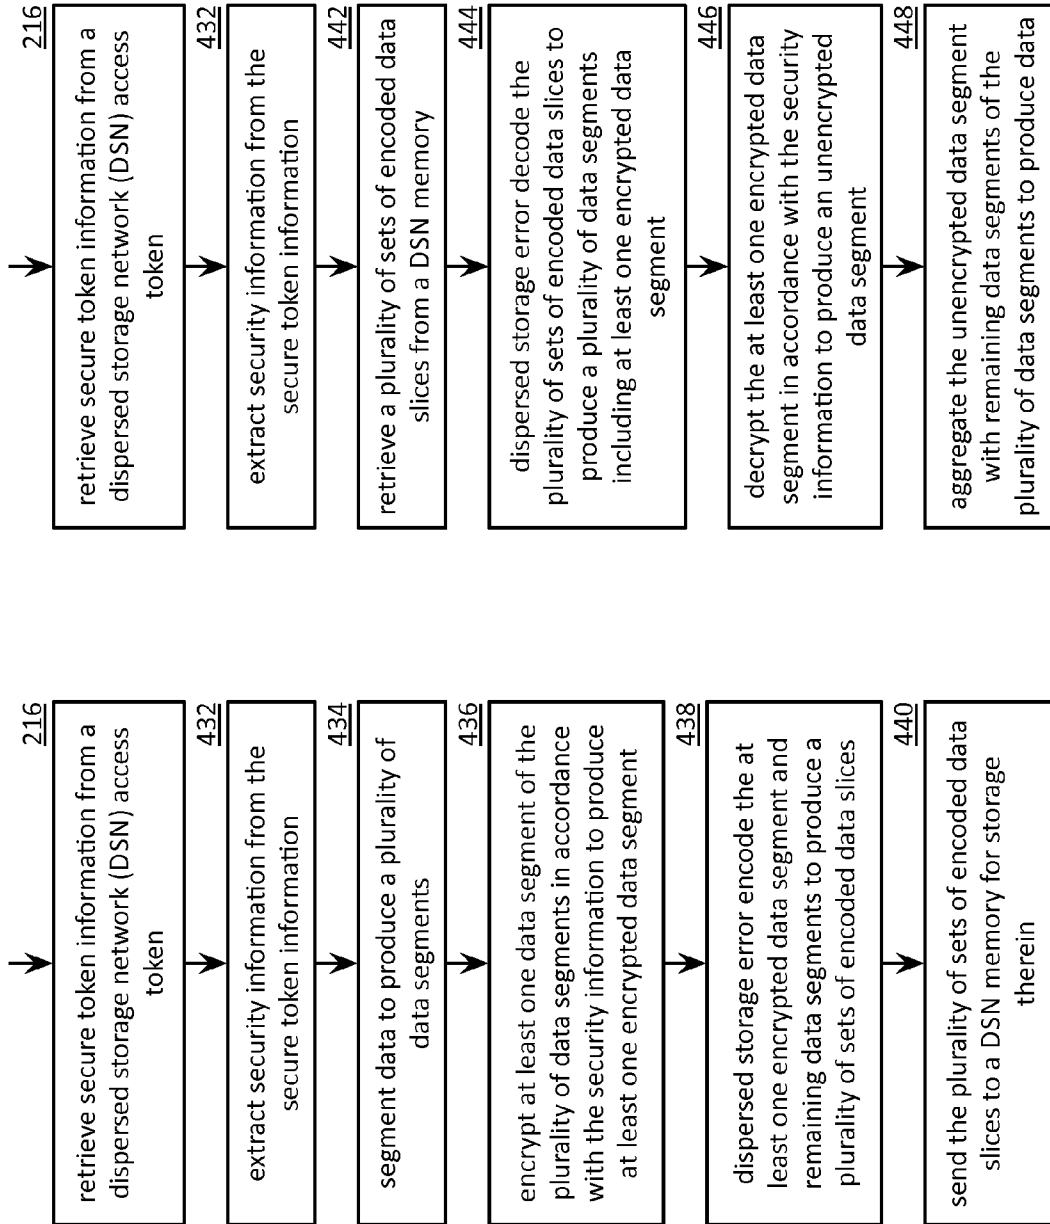 216
retrieve secure token information from a
dispersed storage network (DSN) access
token
432
extract security information from the
secure token information
434
segment data to produce a plurality of
data segments
436
encrypt at least one data segment of the
plurality of data segments in accordance
with the security information to produce
at least one encrypted data segment
438
dispersed storage error encode the at
least one encrypted data segment and
remaining data segments to produce a
plurality of sets of encoded data slices
440
send the plurality of sets of encoded data
slices to a DSN memory for storage
therein
216
retrieve secure token information from a
dispersed storage network (DSN) access
token
432
extract security information from the
secure token information
442
retrieve a plurality of sets of encoded data
slices from a DSN memory
444
dispersed storage error decode the
plurality of sets of encoded data slices to
produce a plurality of data segments
including at least one encrypted data
segment
446
decrypt the at least one encrypted data
segment in accordance with the security
information to produce an unencrypted
data segment
448
aggregate the unencrypted data segment
with remaining data segments of the
plurality of data segments to produce data